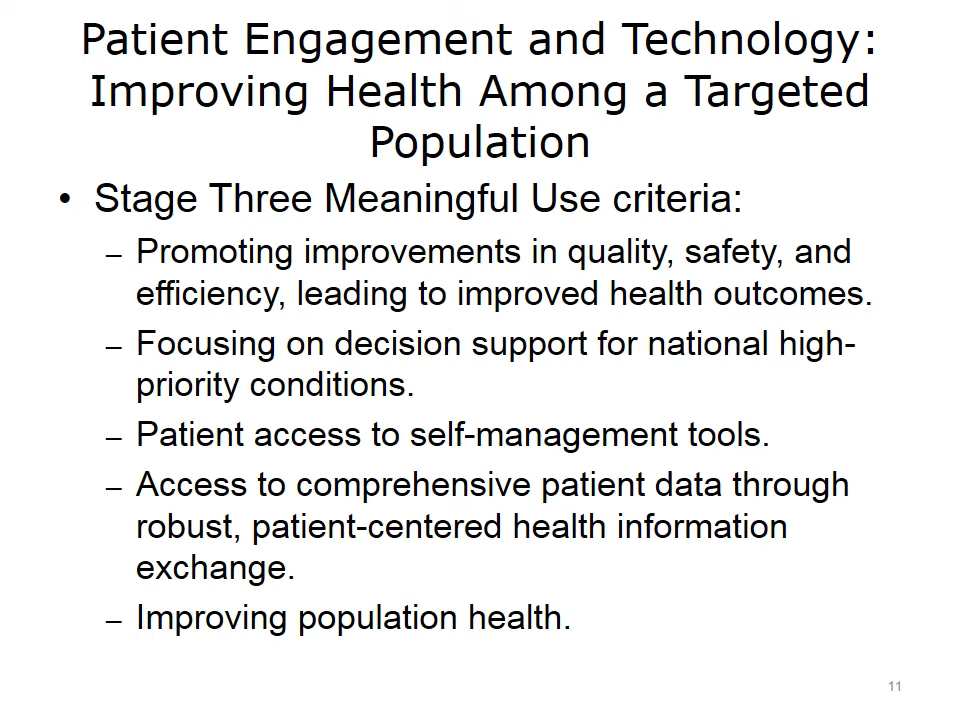 Patient Engagement and Technology:
Improving Health Among a Targeted
Population
• Stage Three Meaningful Use criteria:
– Promoting improvements in quality, safety, and
efficiency, leading to improved health outcomes.
– Focusing on decision support for national high-
priority conditions.
– Patient access to self-management tools.
– Access to comprehensive patient data through
robust, patient-centered health information
exchange.
– Improving population health.
11